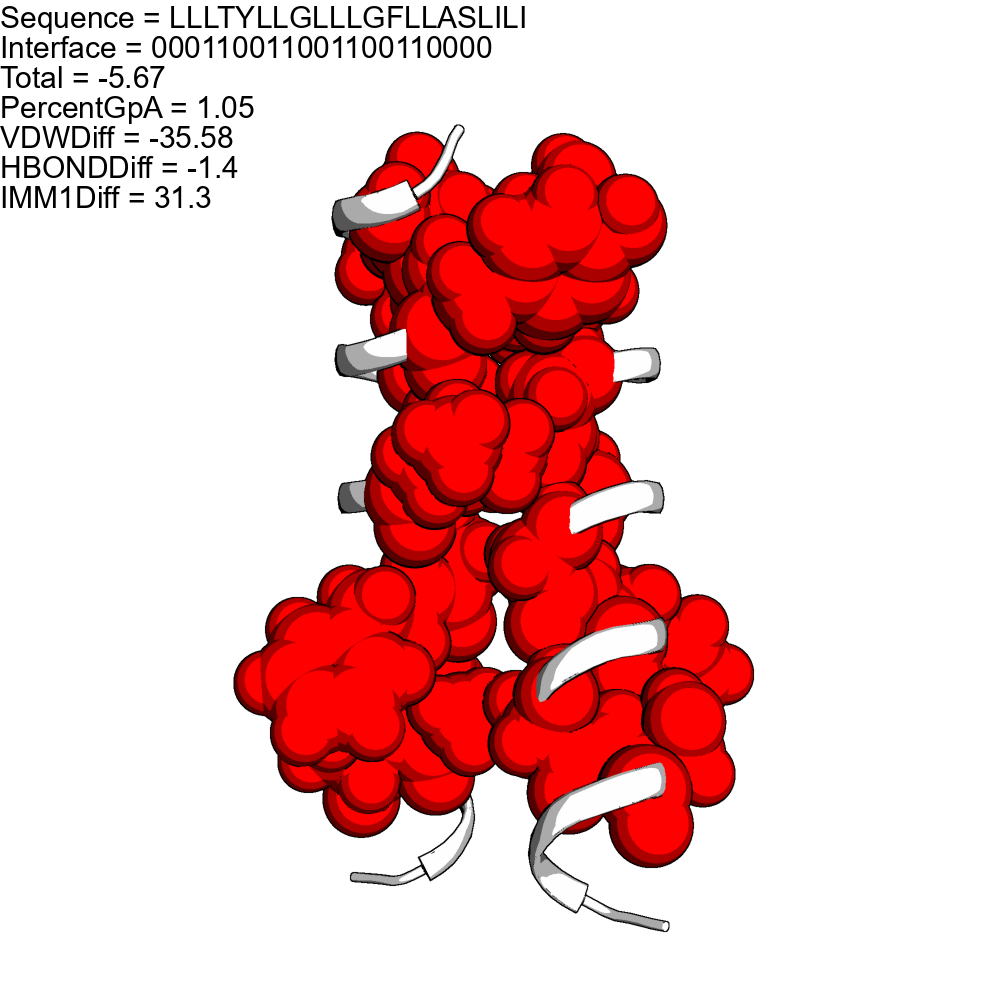 Sequence = LLLTYLLGLLLGFLLASLILI
Interface = 000110011001100110000
Total = -5.67
PercentGpA = 1.05
VDWDiff = -35.58
HBONDDiff = -1.4
IMM1Diff = 31.3